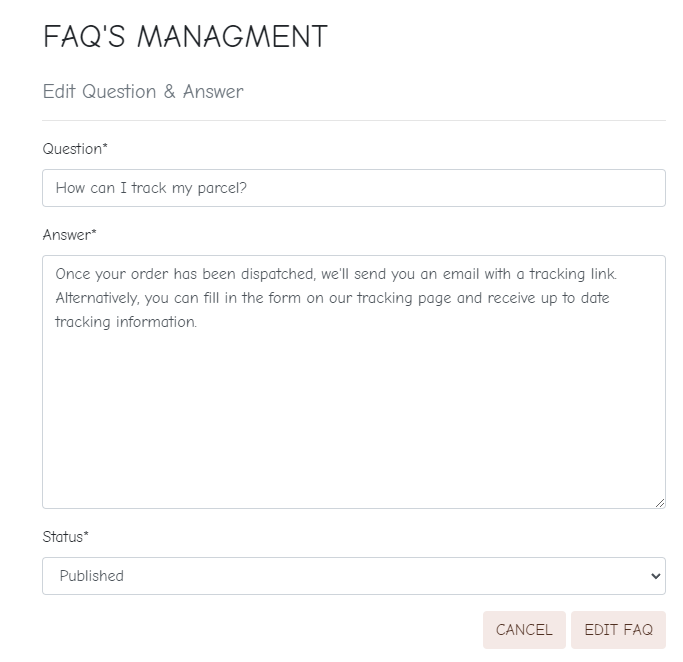 FAQ'S MANAGMENT
Edit Question & Answer
Question*
How can I track my parcel?
Answer*
Once your order has been dispatched, we'll send you an email with a tracking link.
Alternatively, you can fill in the form on our tracking page and receive up to date
tracking information.
Status*
Published
CANCEL EDIT FAQ